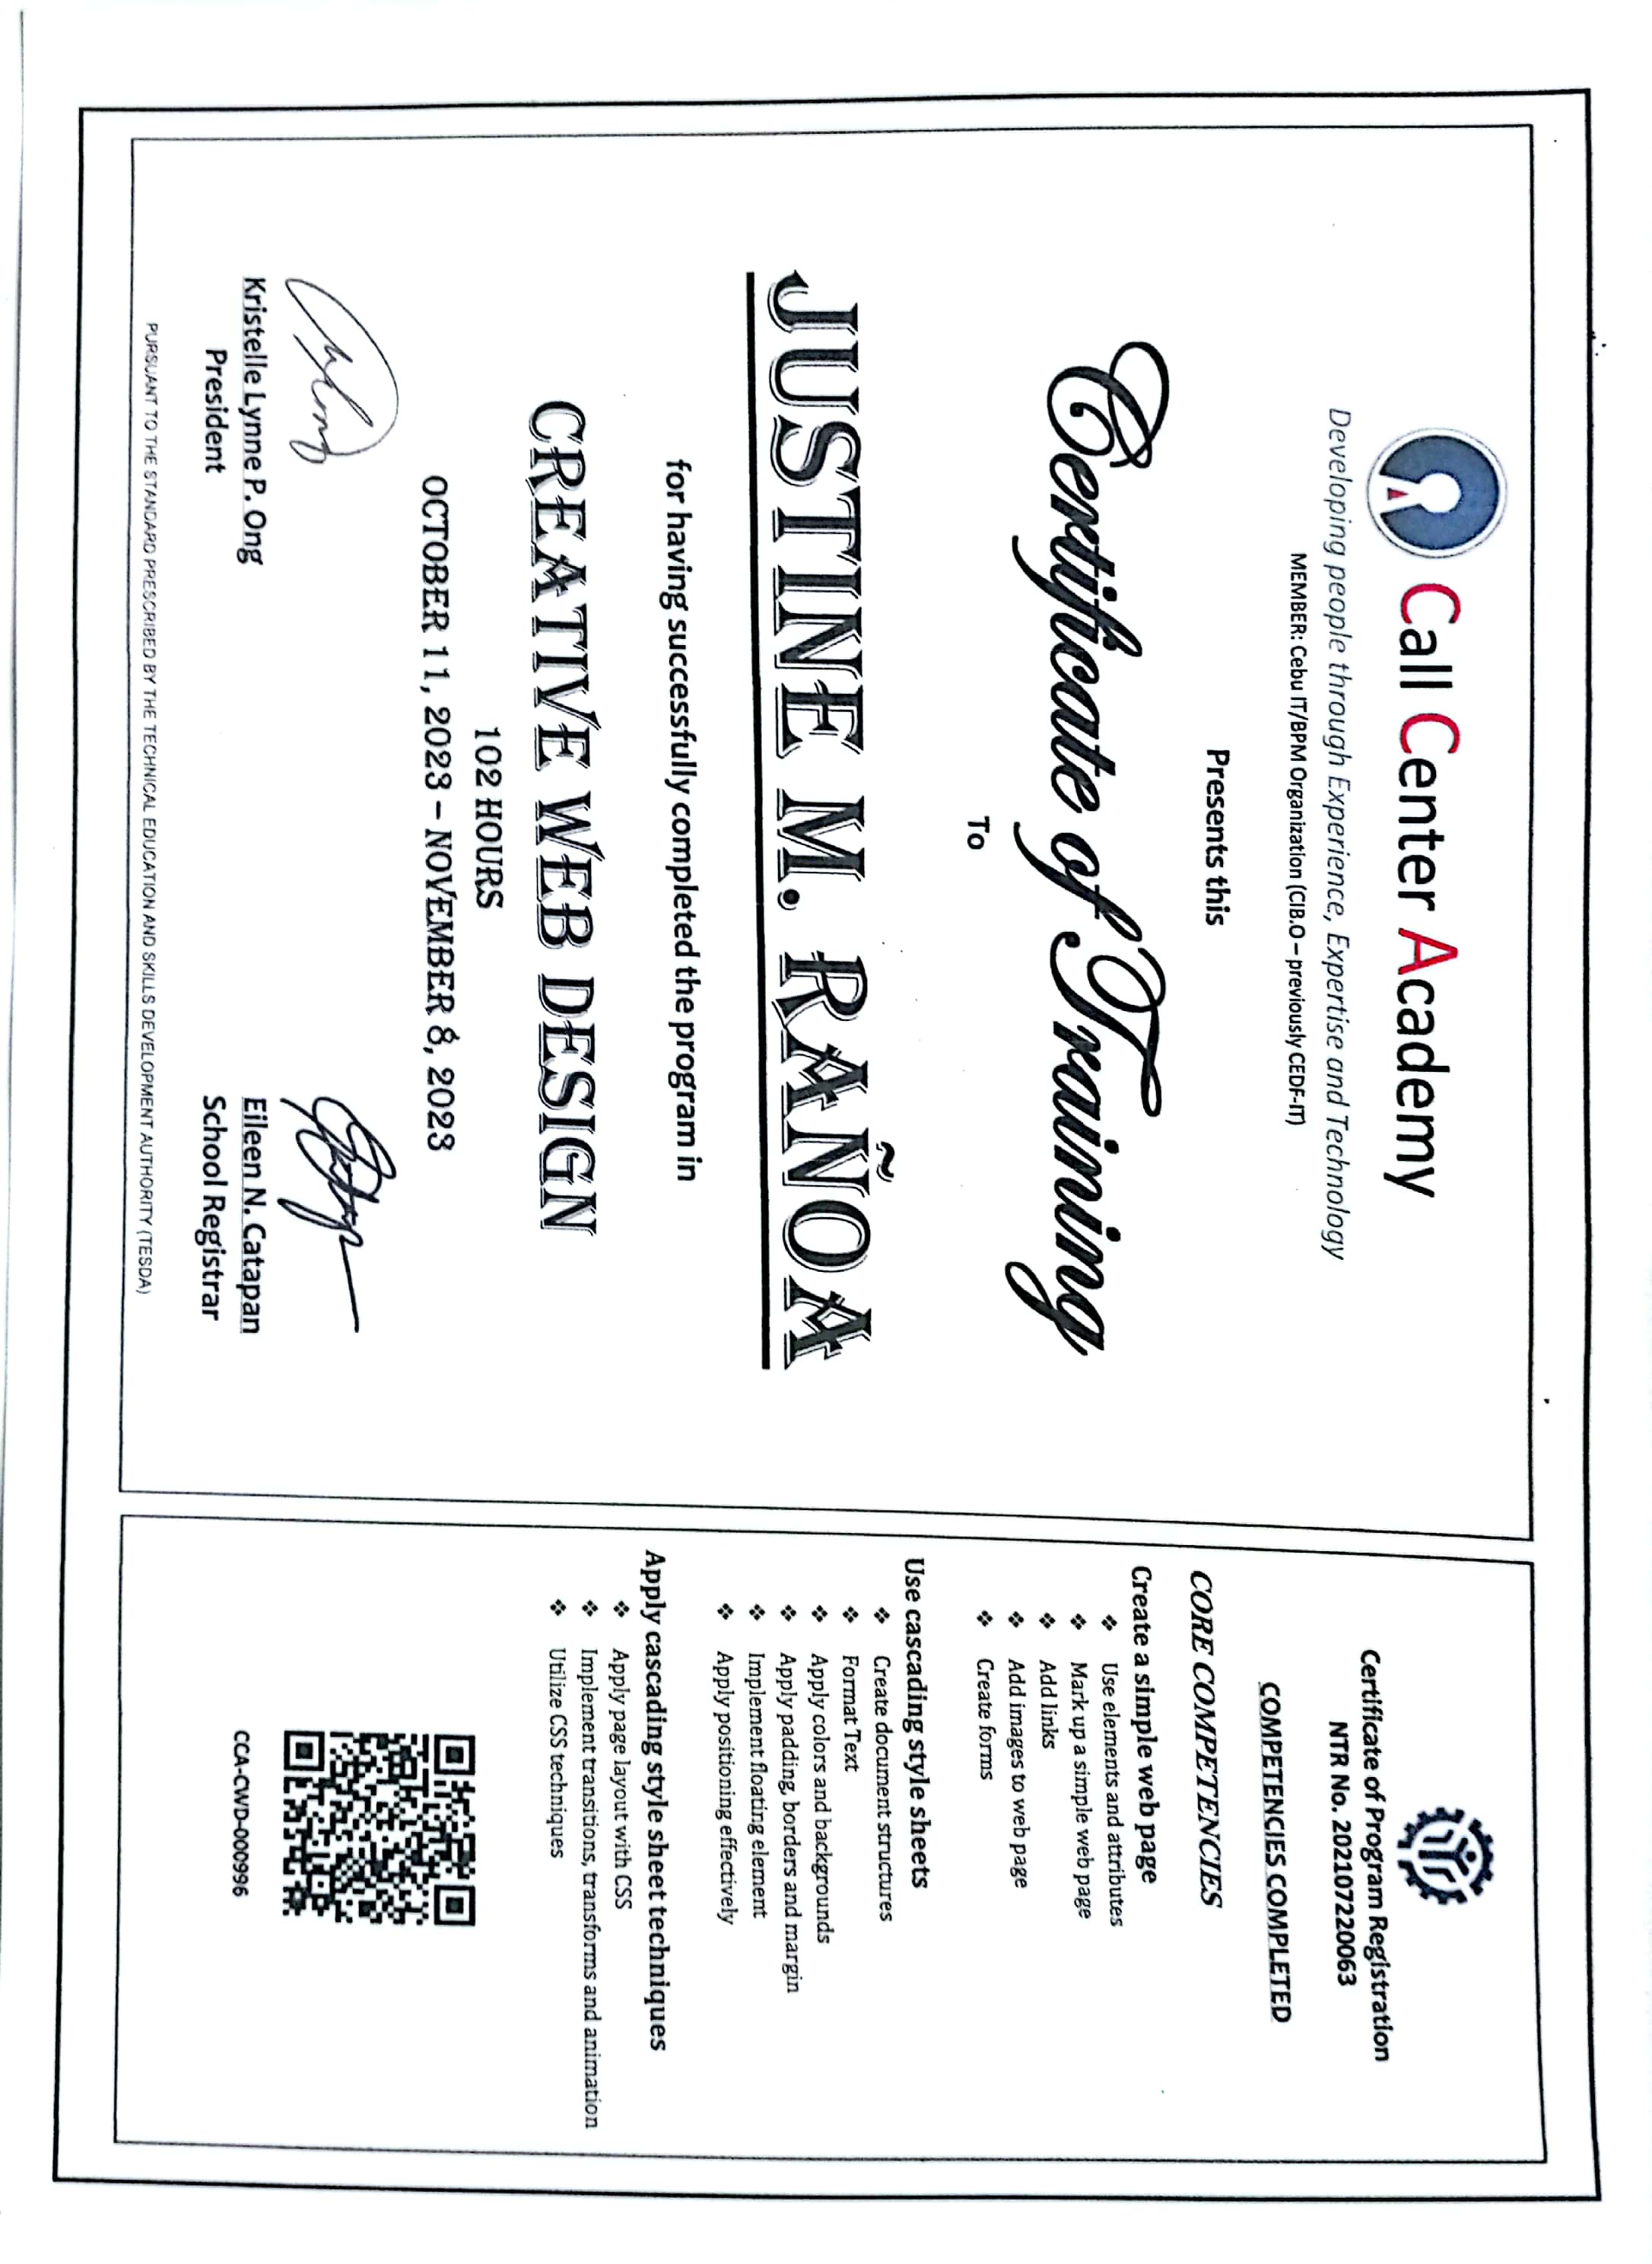 Call Center Academy
Developing people through Experience, Expertise and Technology
MEMBER: Cebu IT/BPM Organization (CIB.O – previously CEDF-IT)
Presents this
Certificate of Training
To
JUSTINE M. RAÑOA
for having successfully completed the program in
CREATIVE WEB DESIGN
102 HOURS
OCTOBER 11, 2023 – NOVEMBER 8, 2023
Kristelle Lynne P. Ong
President
Eileen N. Catapan
School Registrar
PURSUANT TO THE STANDARD PRESCRIBED BY THE TECHNICAL EDUCATION AND SKILLS DEVELOPMENT AUTHORITY (TESDA)
Certificate of Program Registration
NTR No. 202107220063
COMPETENCIES COMPLETED
CORE COMPETENCIES
Create a simple web page
❖ Use elements and attributes
❖ Mark up a simple web page
❖ Add links
❖ Add images to web page
❖ Create forms
Use cascading style sheets
❖ Create document structures
❖ Format Text
❖ Apply colors and backgrounds
❖ Apply padding, borders and margin
❖ Implement floating element
❖ Apply positioning effectively
Apply cascading style sheet techniques
❖ Apply page layout with CSS
❖ Implement transitions, transforms and animation
❖ Utilize CSS techniques
CCA-CWD-000996